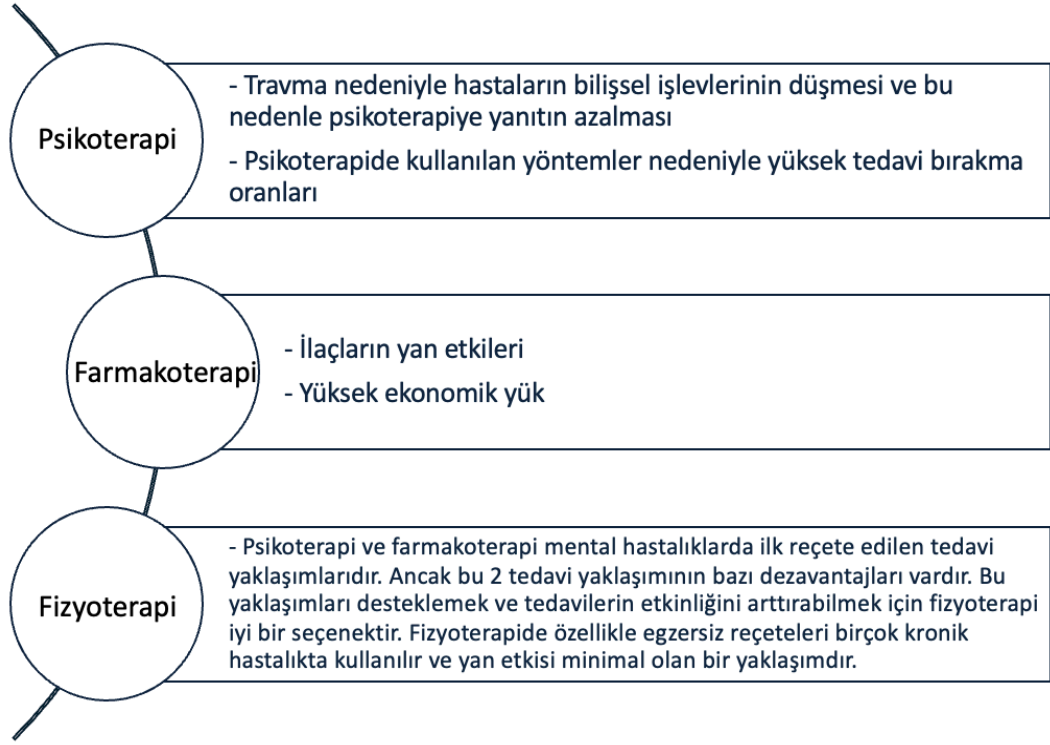 Psikoterapi
- Travma nedeniyle hastaların bilişsel işlevlerinin düşmesi ve bu
nedenle psikoterapiye yanıtın azalması
- Psikoterapide kullanılan yöntemler nedeniyle yüksek tedavi bırakma
oranları
Farmakoterapi
- İlaçların yan etkileri
- Yüksek ekonomik yük
Fizyoterapi
- Psikoterapi ve farmakoterapi mental hastalıklarda ilk reçete edilen tedavi
yaklaşımlarıdır. Ancak bu 2 tedavi yaklaşımının bazı dezavantajları vardır. Bu
yaklaşımları desteklemek ve tedavilerin etkinliğini arttırabilmek için fizyoterapi
iyi bir seçenektir. Fizyoterapide özellikle egzersiz reçeteleri birçok kronik
hastalıkta kullanılır ve yan etkisi minimal olan bir yaklaşımdır.